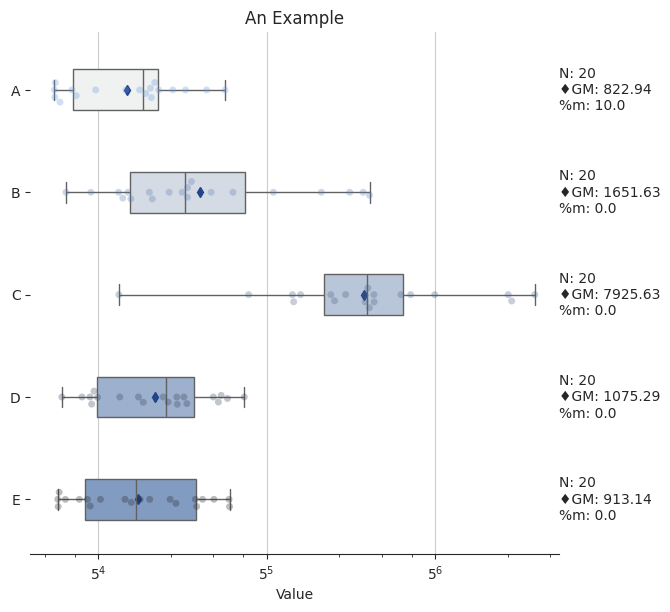 An Example
A
N: 20
♦GM: 822.94
%m: 10.0
B
N: 20
♦GM: 1651.63
%m: 0.0
C
N: 20
♦GM: 7925.63
%m: 0.0
D
N: 20
♦GM: 1075.29
%m: 0.0
E
N: 20
♦GM: 913.14
%m: 0.0
5⁴ 5⁵ 5⁶
Value